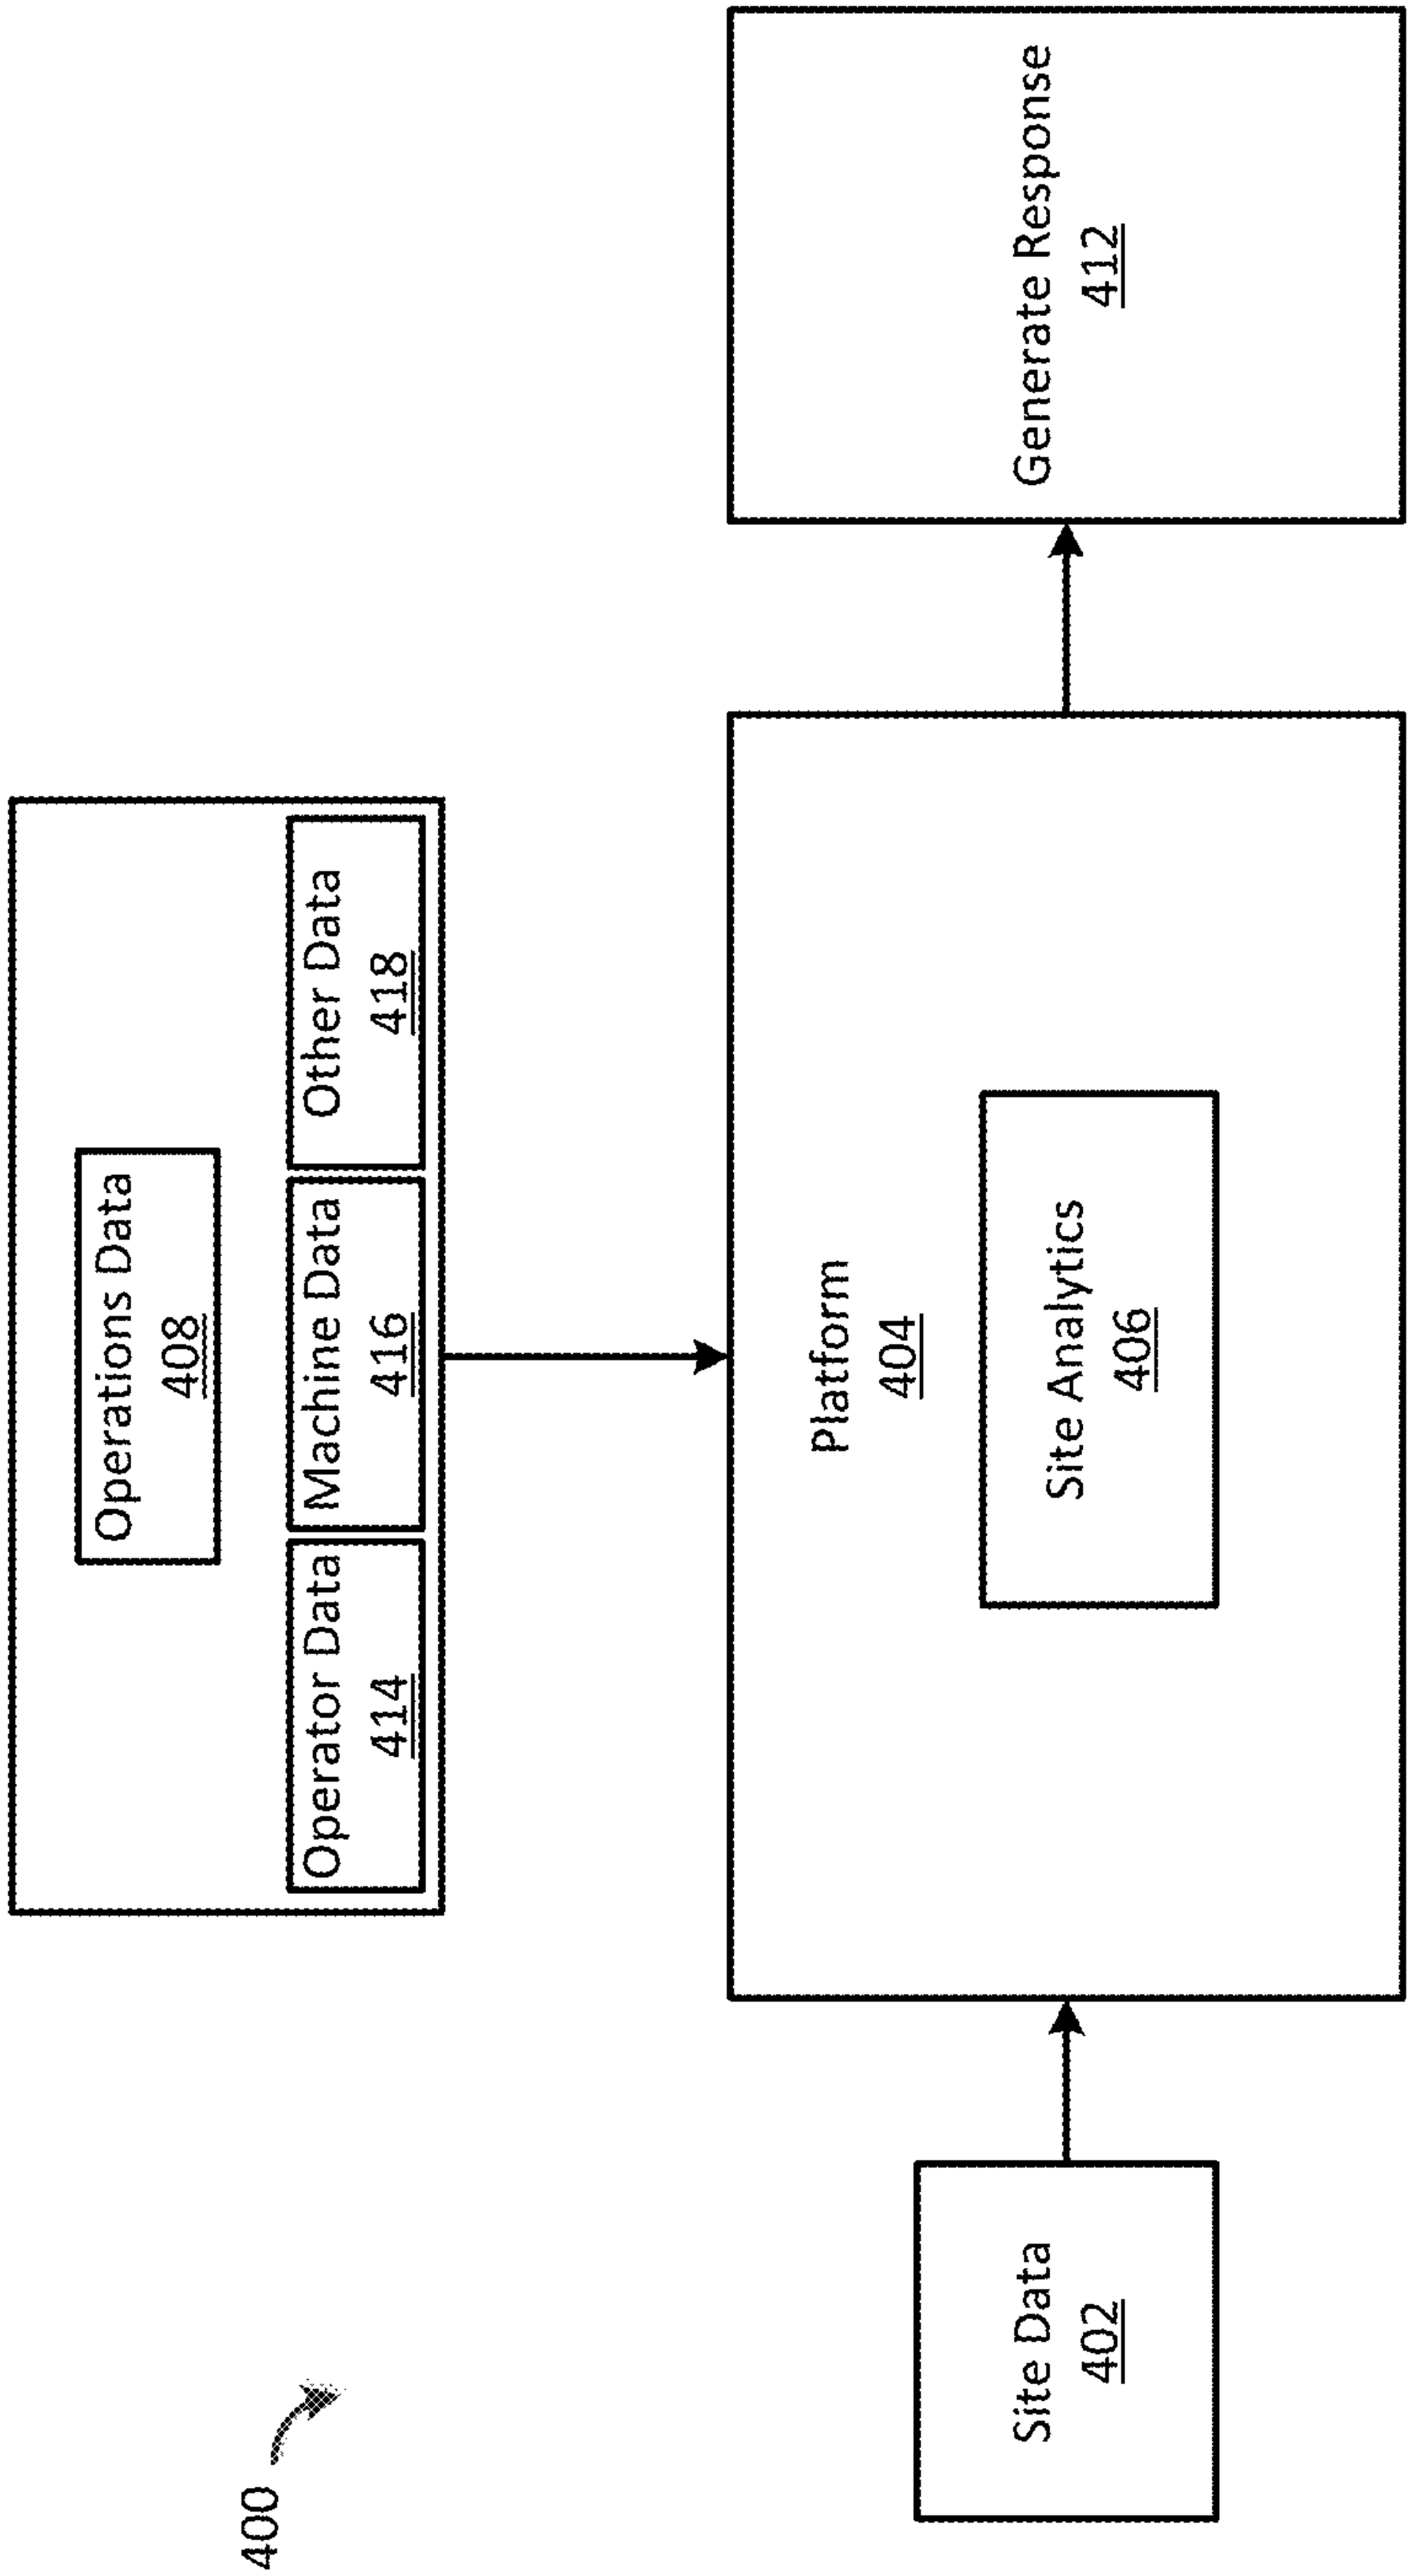 400
Operations Data
408
Operator Data
414
Machine Data
416
Other Data
418
Site Data
402
Platform
404
Site Analytics
406
Generate Response
412